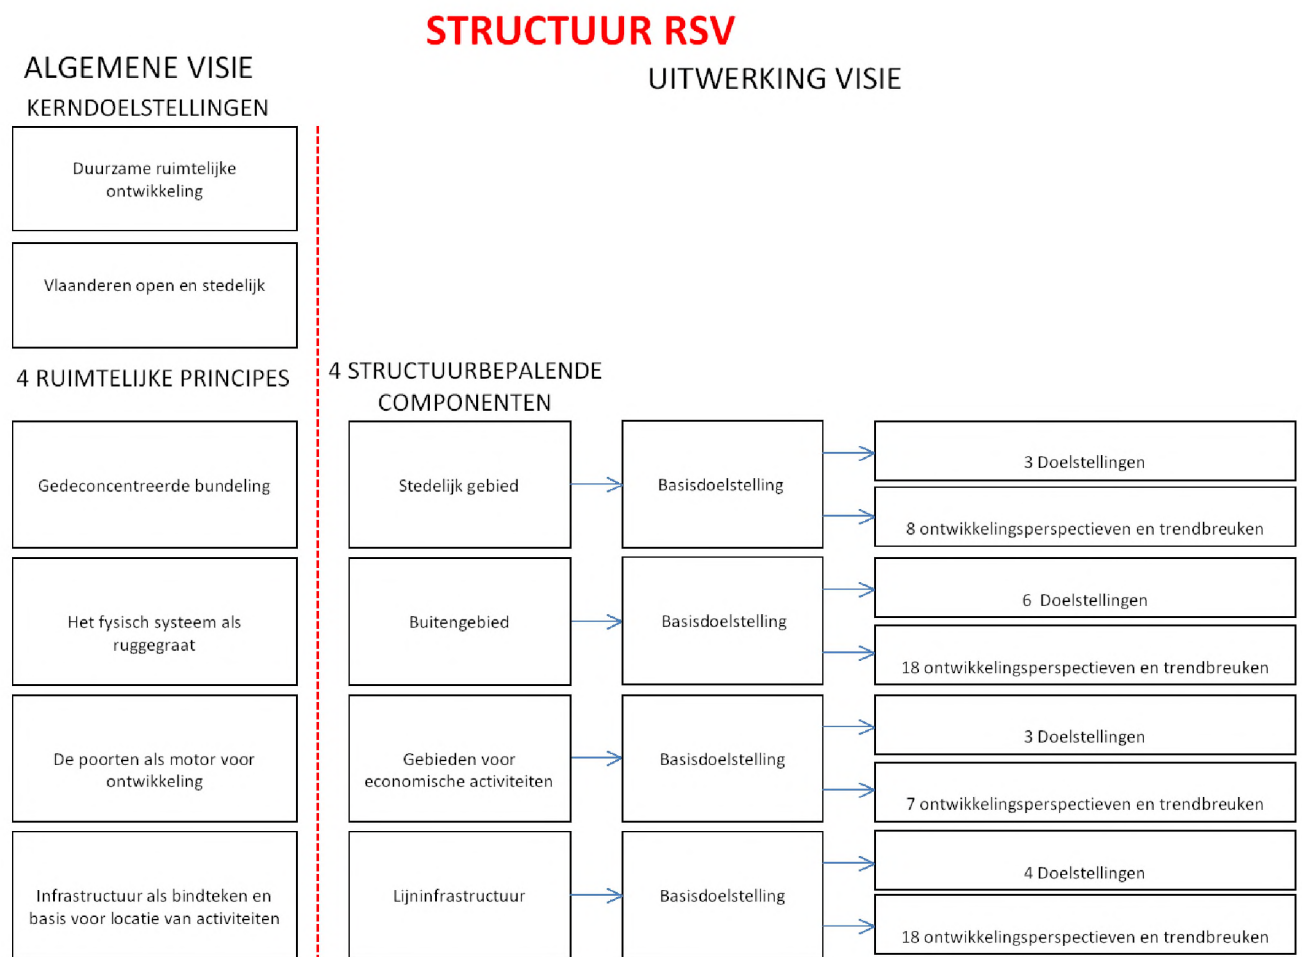 STRUCTUUR RSV
ALGEMENE VISIE
UITWERKING VISIE
KERNDOELSTELLINGEN
Duurzame ruimtelijke
ontwikkeling
Vlaanderen open en stedelijk
4 RUIMTELIJKE PRINCIPES
4 STRUCTUURBEPALENDE
COMPONENTEN
Gedeconcentreerde bundeling
Stedelijk gebied
Basisdoelstelling
3 Doelstellingen
8 ontwikkelingsperspectieven en trendbreuken
Het fysisch systeem als
ruggegraat
Buitengebied
Basisdoelstelling
6 Doelstellingen
18 ontwikkelingsperspectieven en trendbreuken
De poorten als motor voor
ontwikkeling
Gebieden voor
economische activiteiten
Basisdoelstelling
3 Doelstellingen
7 ontwikkelingsperspectieven en trendbreuken
Infrastructuur als bindteken en
basis voor locatie van activiteiten
Lijninfrastructuur
Basisdoelstelling
4 Doelstellingen
18 ontwikkelingsperspectieven en trendbreuken